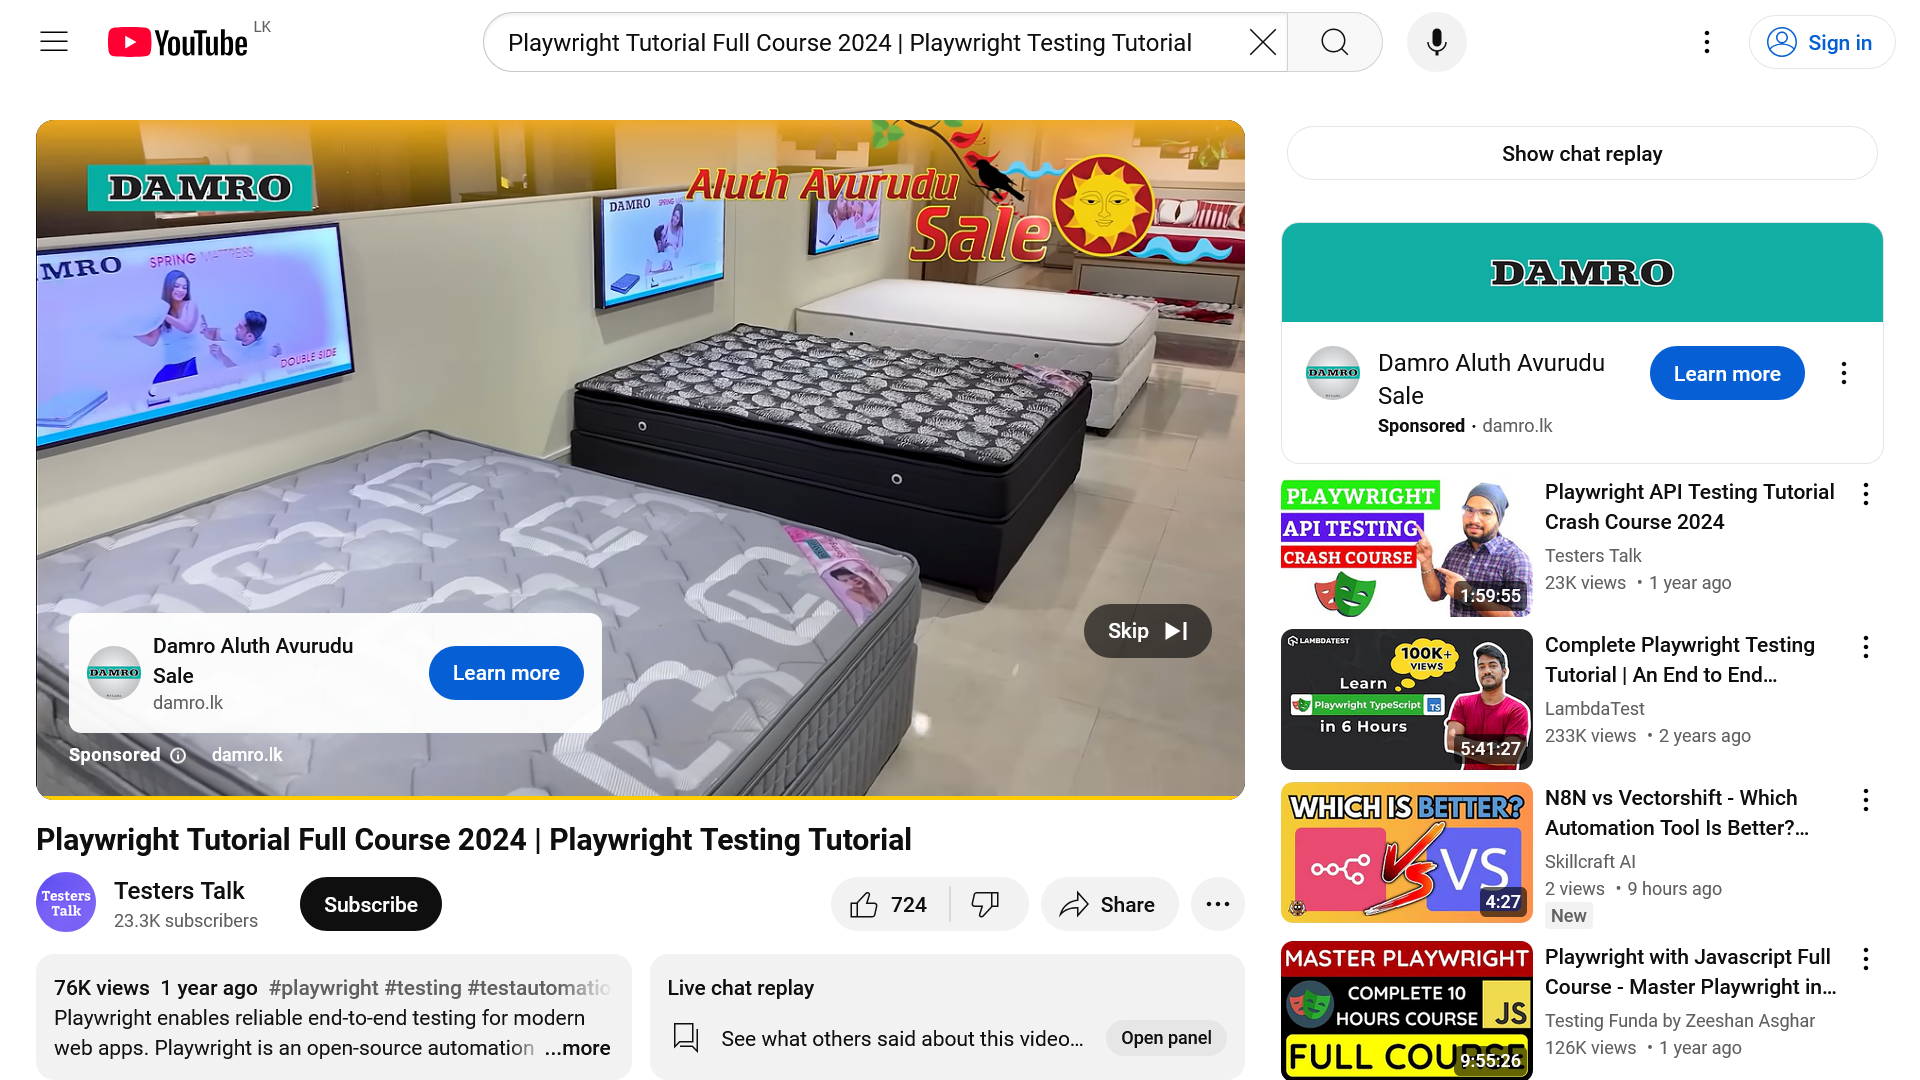 YouTube
LK
Playwright Tutorial Full Course 2024 | Playwright Testing Tutorial
Sign in
DAMRO
Aluth Avurudu
Sale
DAMRO
SPRING
MRO
SPRING MATTRESS
DOUBLE SIDE
Skip
DAMRO
Damro Aluth Avurudu
Sale
damro.lk
Learn more
Sponsored
damro.lk
Playwright Tutorial Full Course 2024 | Playwright Testing Tutorial
Testers
Talk
Testers Talk
23.3K subscribers
Subscribe
724
Share
76K views 1 year ago #playwright #testing #testautomatio
Playwright enables reliable end-to-end testing for modern
web apps. Playwright is an open-source automation ...more
Live chat replay
See what others said about this video...
Open panel
Show chat replay
DAMRO
DAMRO
Damro Aluth Avurudu
Sale
Sponsored · damro.lk
Learn more
PLAYWRIGHT
API TESTING
CRASH COURSE
1:59:55
Playwright API Testing Tutorial
Crash Course 2024
Testers Talk
23K views • 1 year ago
LAMBDATEST
100K+
VIEWS
Learn
Playwright TypeScript TS
in 6 Hours
5:41:27
Complete Playwright Testing
Tutorial | An End to End...
LambdaTest
233K views • 2 years ago
WHICH IS BETTER?
VS
VS
4:27
N8N vs Vectorshift - Which
Automation Tool Is Better?...
Skillcraft AI
2 views • 9 hours ago
New
MASTER PLAYWRIGHT
COMPLETE 10
HOURS COURSE
JS
FULL COURSE
9:55:26
Playwright with Javascript Full
Course - Master Playwright in...
Testing Funda by Zeeshan Asghar
126K views • 1 year ago